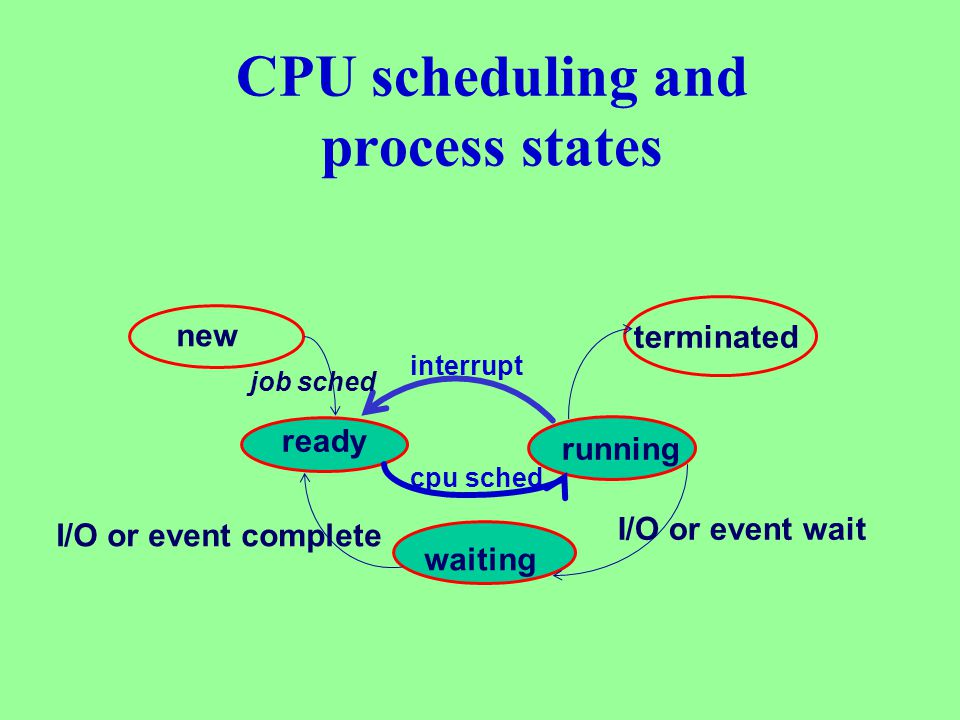 CPU scheduling and
process states
new
terminated
interrupt
job sched
ready
running
cpu sched
I/O or event complete
I/O or event wait
waiting